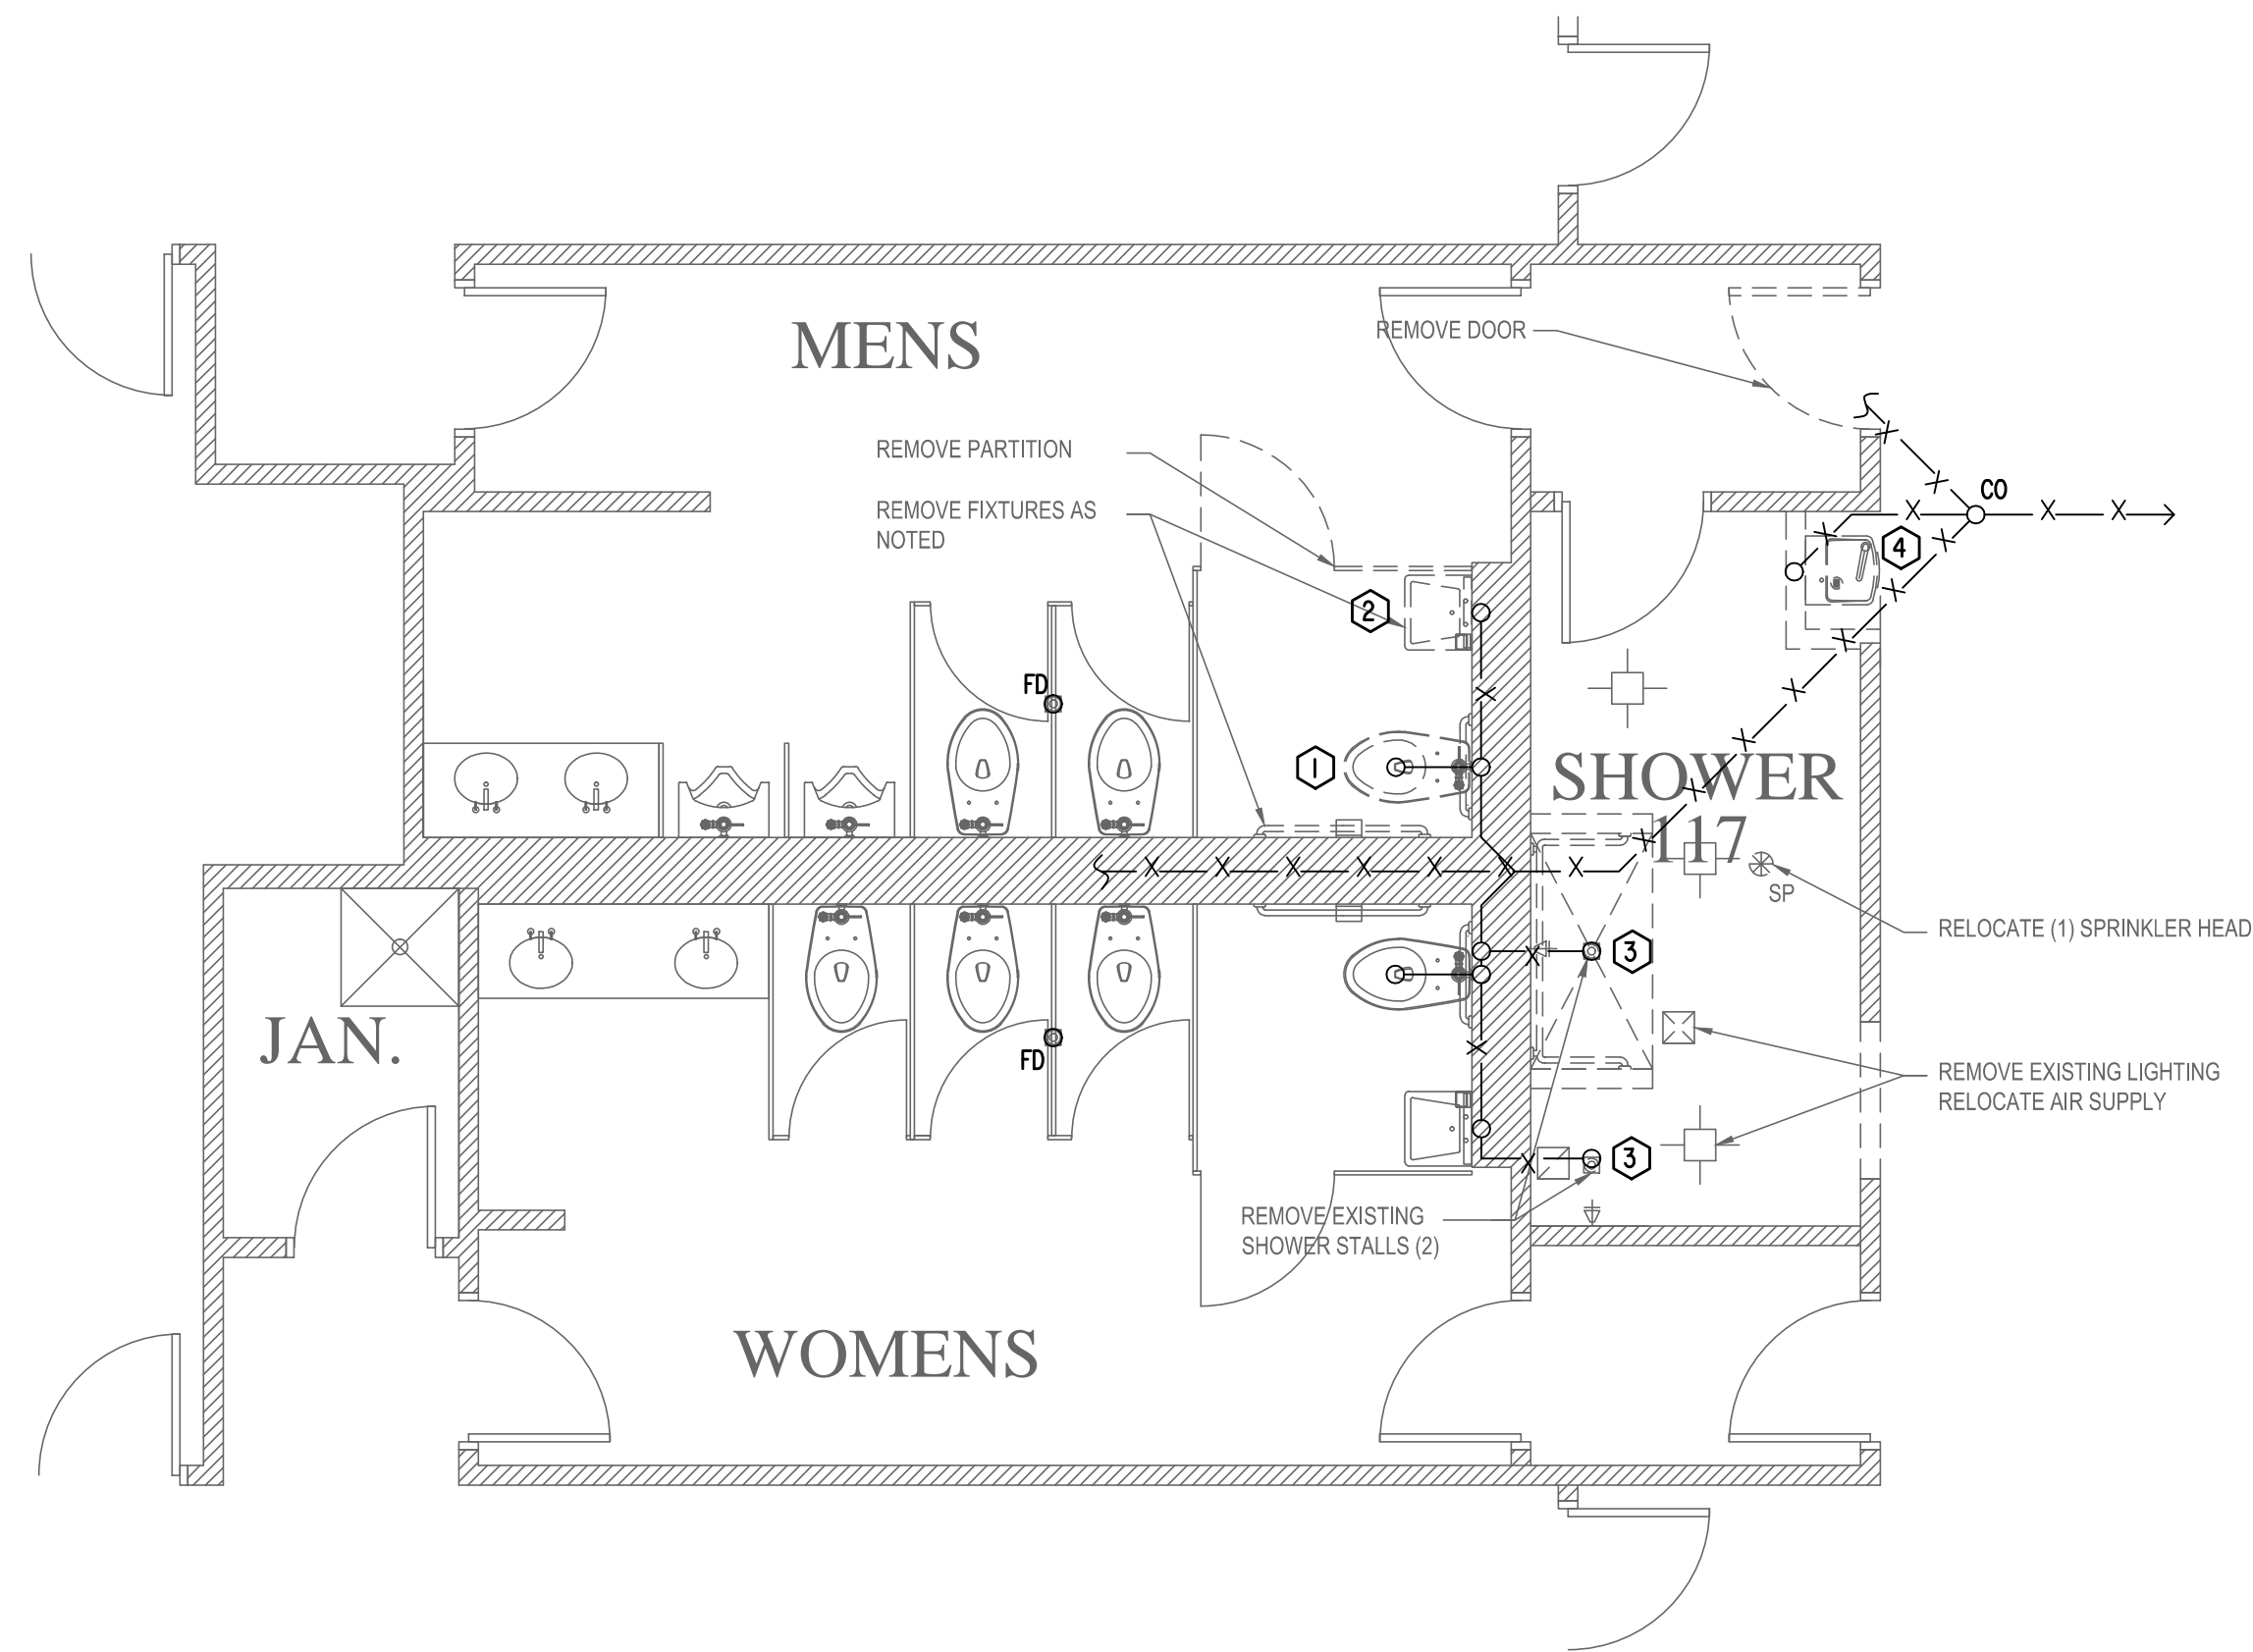 MENS
REMOVE DOOR
REMOVE PARTITION
REMOVE FIXTURES AS
NOTED
CO
4
2
FD
1
SHOWER
117
SP
RELOCATE (1) SPRINKLER HEAD
3
FD
JAN.
REMOVE EXISTING LIGHTING
RELOCATE AIR SUPPLY
3
REMOVE EXISTING
SHOWER STALLS (2)
WOMENS